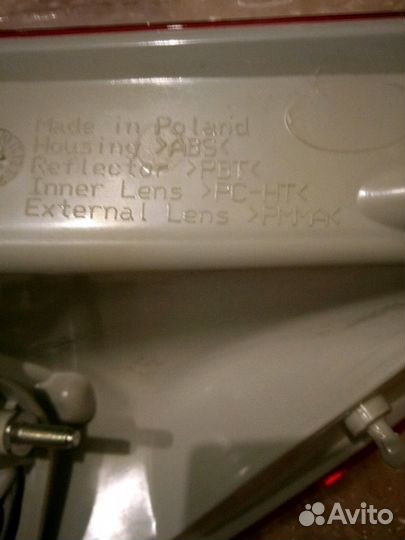 Made in Poland
Housing >ABS<
Reflector >PBT<
Inner Lens >PC-HT<
External Lens >PMMA<
Avito